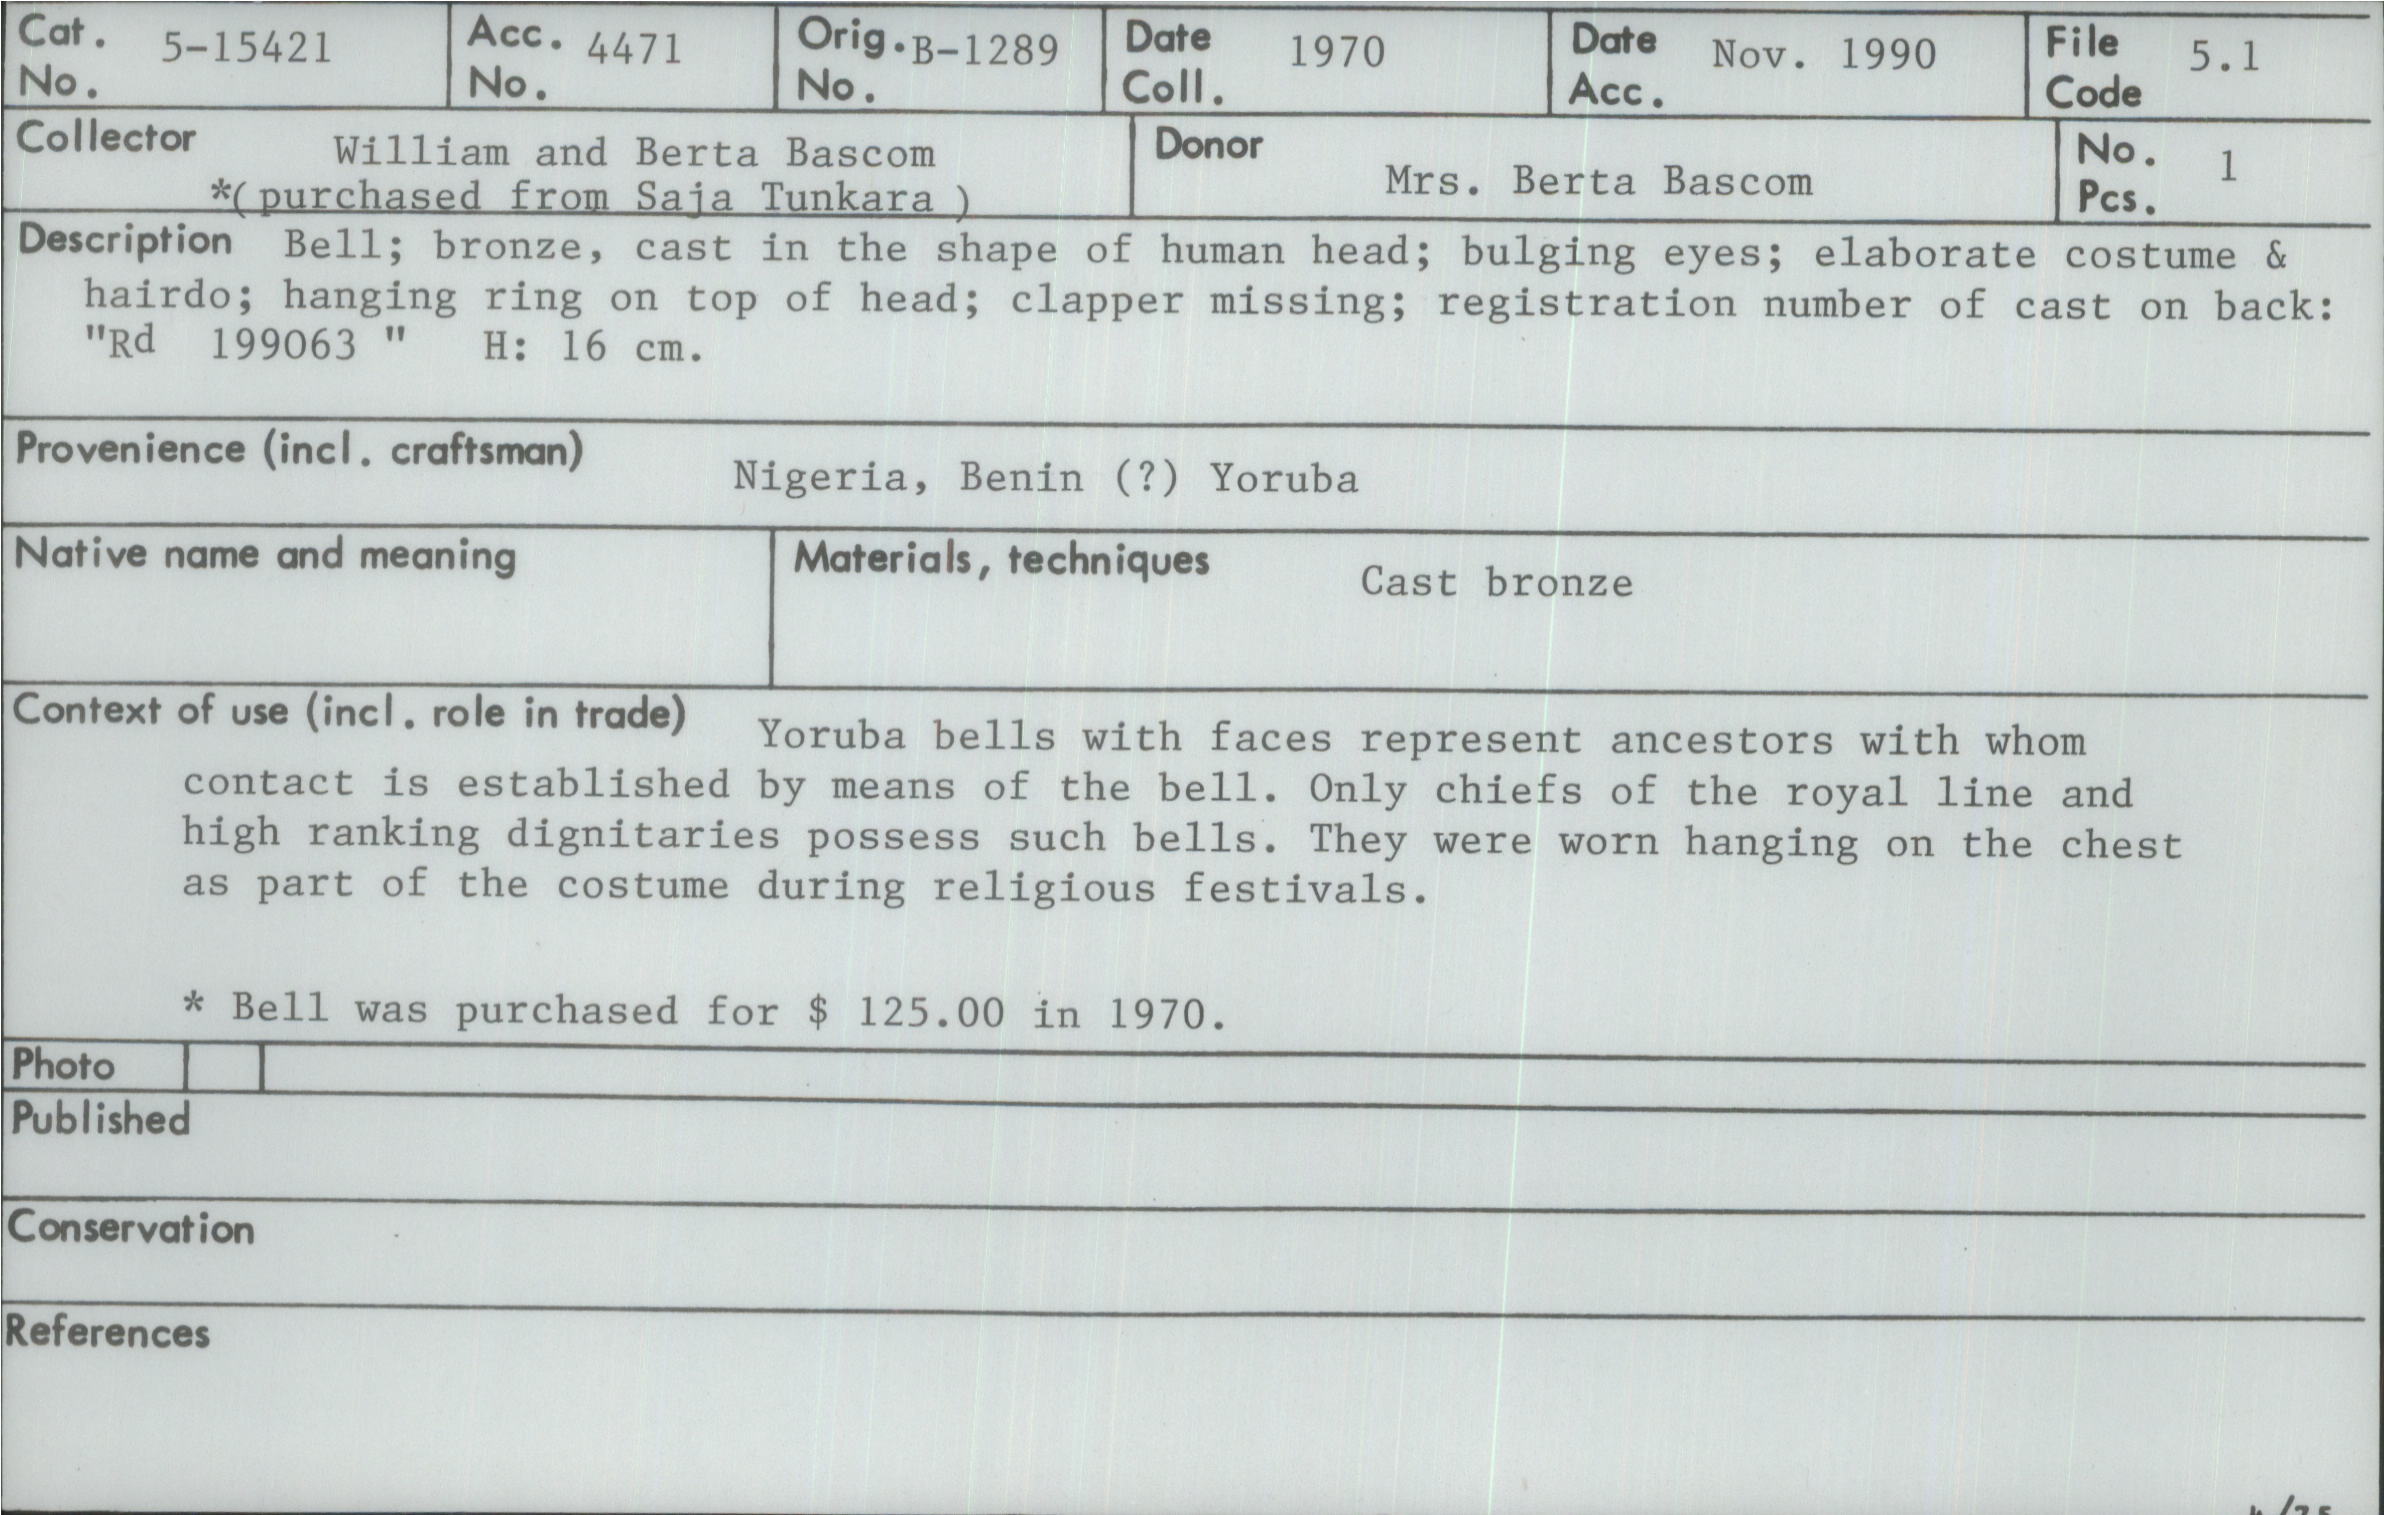 Cat. No. 5-15421 Acc. No. 4471 Orig. No. B-1289 Date Coll. 1970 Date Acc. Nov. 1990 File Code 5.1
Collector William and Berta Bascom
*(purchased from Saja Tunkara )
Donor Mrs. Berta Bascom
No. Pcs. 1
Description Bell; bronze, cast in the shape of human head; bulging eyes; elaborate costume &
hairdo; hanging ring on top of head; clapper missing; registration number of cast on back:
"Rd 199063 " H: 16 cm.
Provenience (incl. craftsman) Nigeria, Benin (?) Yoruba
Native name and meaning
Materials, techniques Cast bronze
Context of use (incl. role in trade) Yoruba bells with faces represent ancestors with whom
contact is established by means of the bell. Only chiefs of the royal line and
high ranking dignitaries possess such bells. They were worn hanging on the chest
as part of the costume during religious festivals.
* Bell was purchased for $ 125.00 in 1970.
Photo
Published
Conservation
References